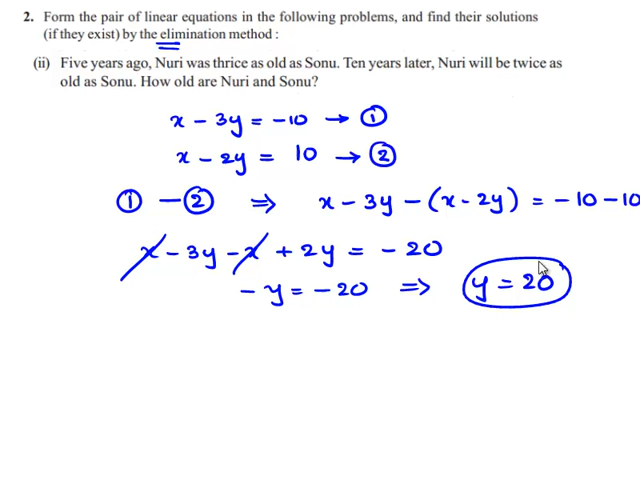 2. Form the pair of linear equations in the following problems, and find their solutions
(if they exist) by the elimination method :
(ii) Five years ago, Nuri was thrice as old as Sonu. Ten years later, Nuri will be twice as
old as Sonu. How old are Nuri and Sonu?
x - 3y = -10 → ①
x - 2y = 10 → ②
① - ② ⇒ x - 3y - (x - 2y) = -10 - 10
x - 3y - x + 2y = - 20
- y = - 20 ⇒ y = 20